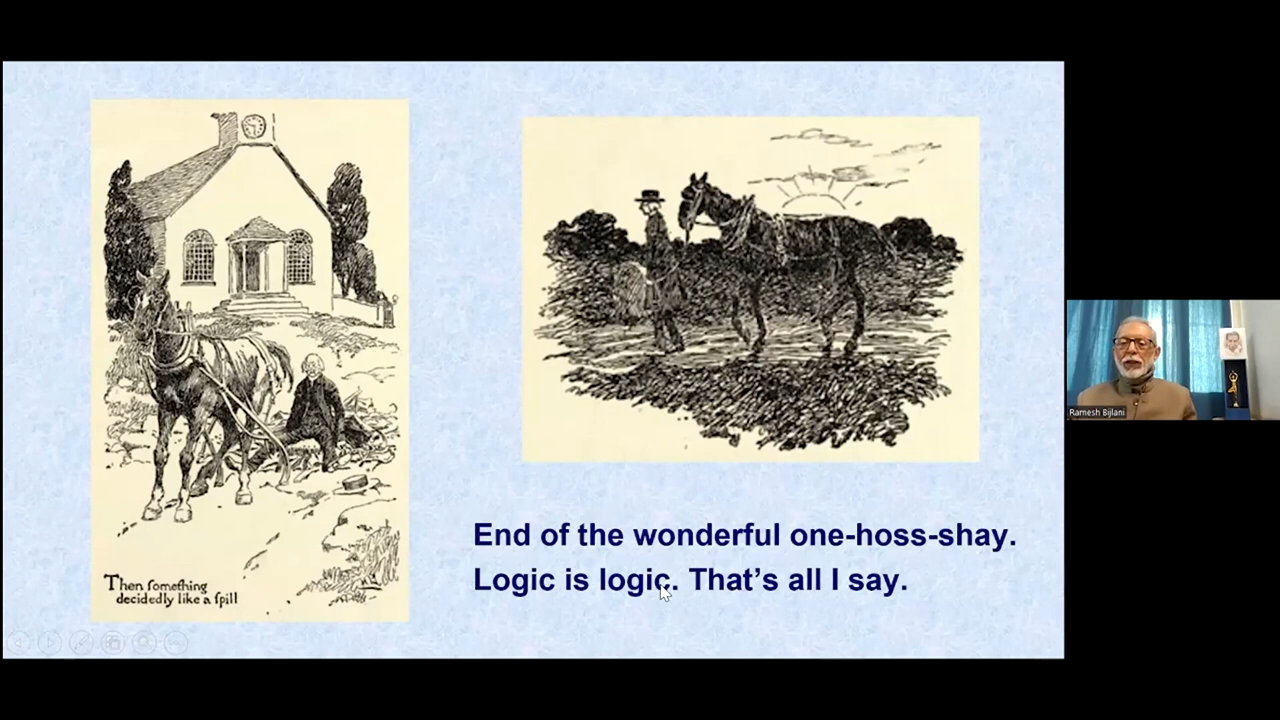 Then something
decidedly like a spill
End of the wonderful one-hoss-shay.
Logic is logic. That's all I say.
Ramesh Bijlani